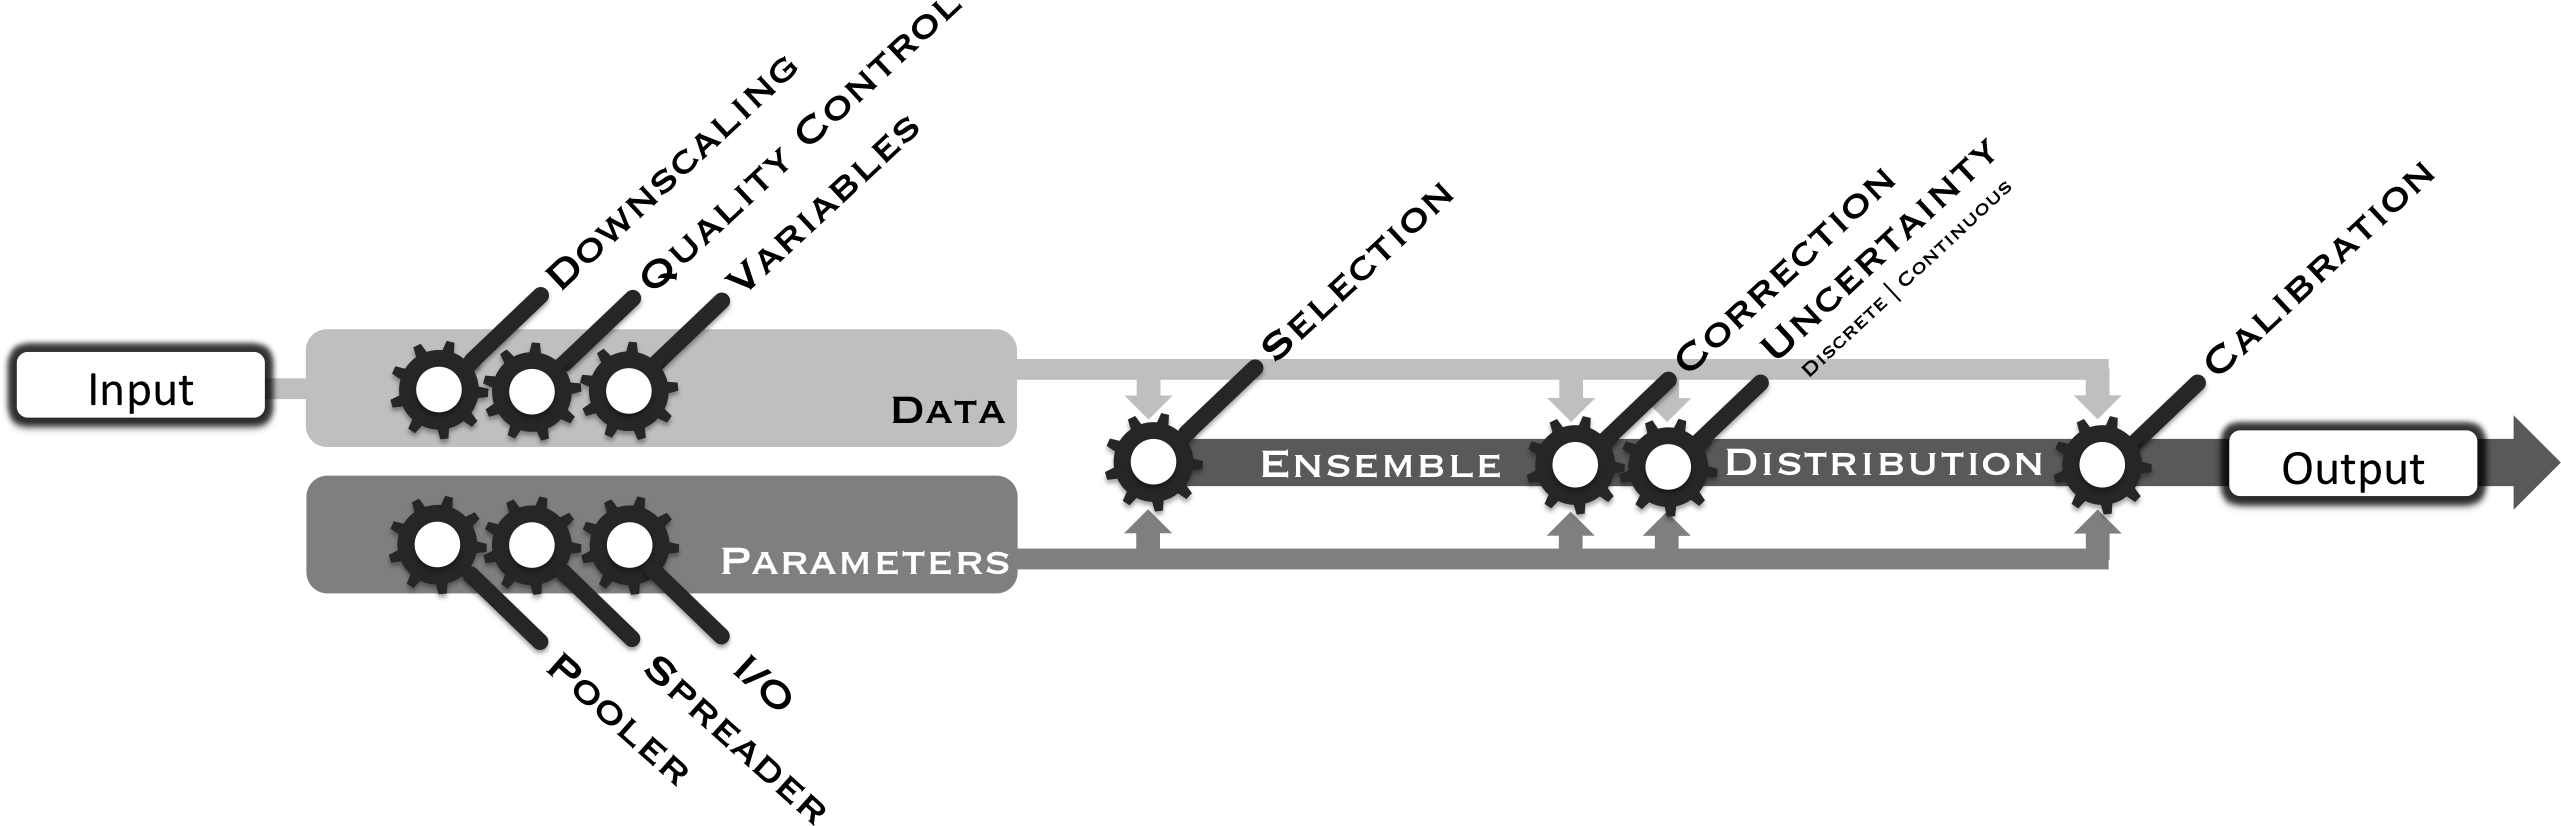 Downscaling
Quality Control
Variables
Input
Data
Parameters
Pooler
Spreader
I/O
Selection
Ensemble
Correction
Uncertainty
Discrete | Continuous
Distribution
Calibration
Output